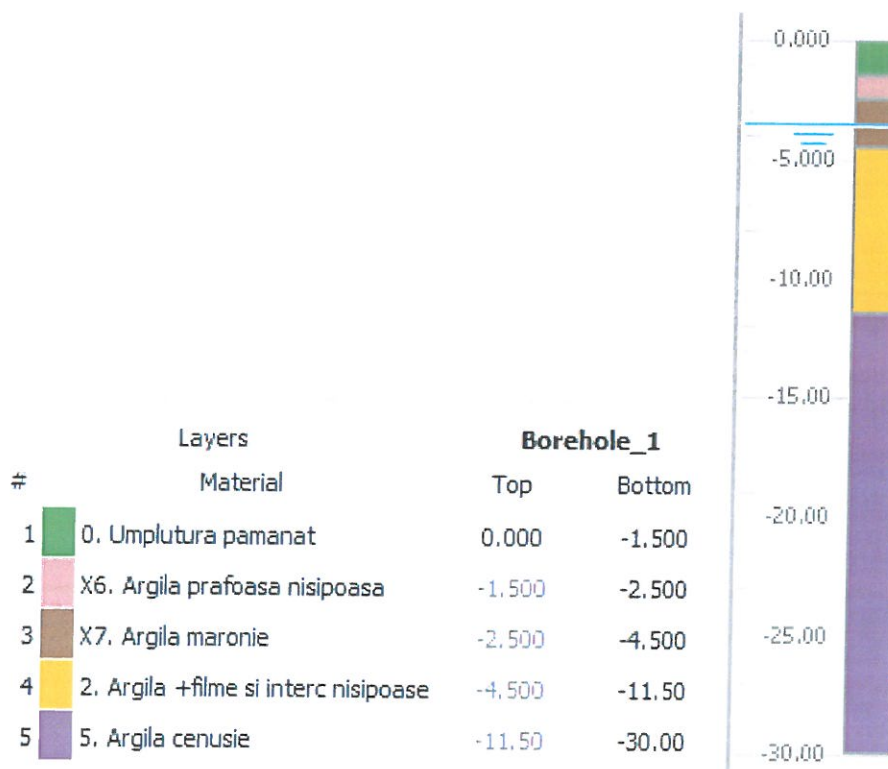 Layers Borehole_1
# Material Top Bottom
1 0. Umplutura pamanat 0.000 -1.500
2 X6. Argila prafoasa nisipoasa -1.500 -2.500
3 X7. Argila maronie -2.500 -4.500
4 2. Argila +filme si interc nisipoase -4.500 -11.50
5 5. Argila cenusie -11.50 -30.00
0.000
-5.000
-10.00
-15.00
-20.00
-25.00
-30.00